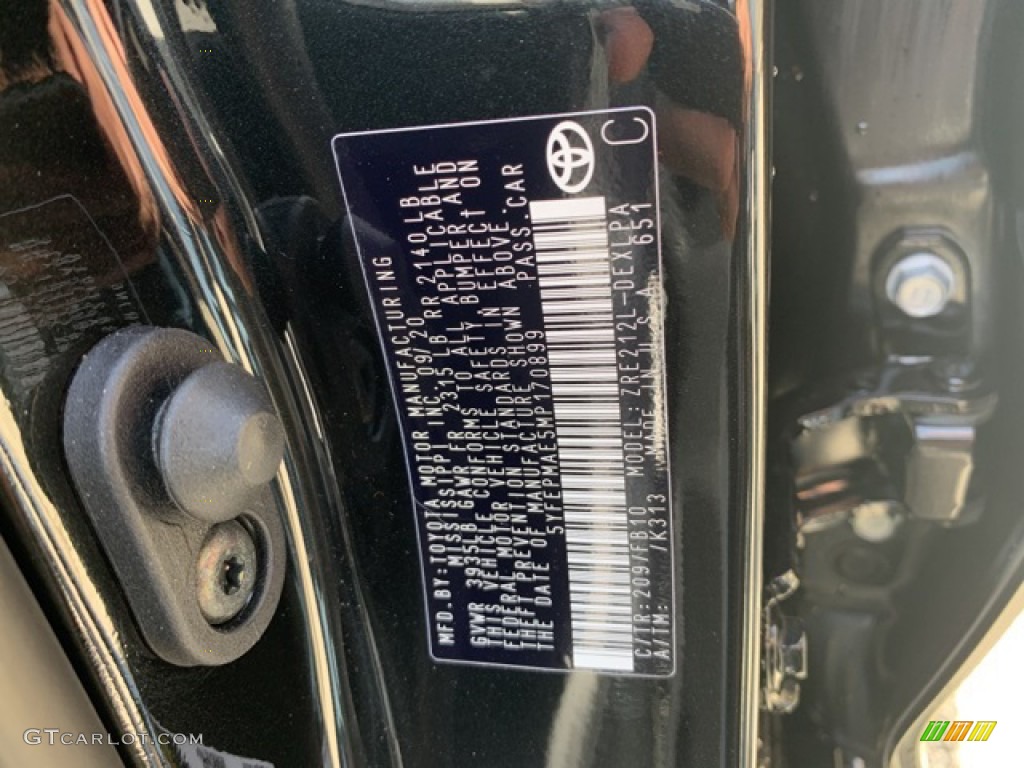 MFD.BY:TOYOTA MOTOR MANUFACTURING
MISSISSIPPI INC. 09/20
GVWR 3935LB GAWR FR 2315LB RR 2140LB
THIS VEHICLE CONFORMS TO ALL APPLICABLE
FEDERAL MOTOR VEHICLE SAFETY, BUMPER, AND
THEFT PREVENTION STANDARDS IN EFFECT ON
THE DATE OF MANUFACTURE SHOWN ABOVE.
5YFEPMAE5MP170899 PASS.CAR
C/TR:209/FB10 MODEL:ZRE212L-DEXLPA
A/TM: /K313 MADE IN U.S.A 651
C
GTCARLOT.COM